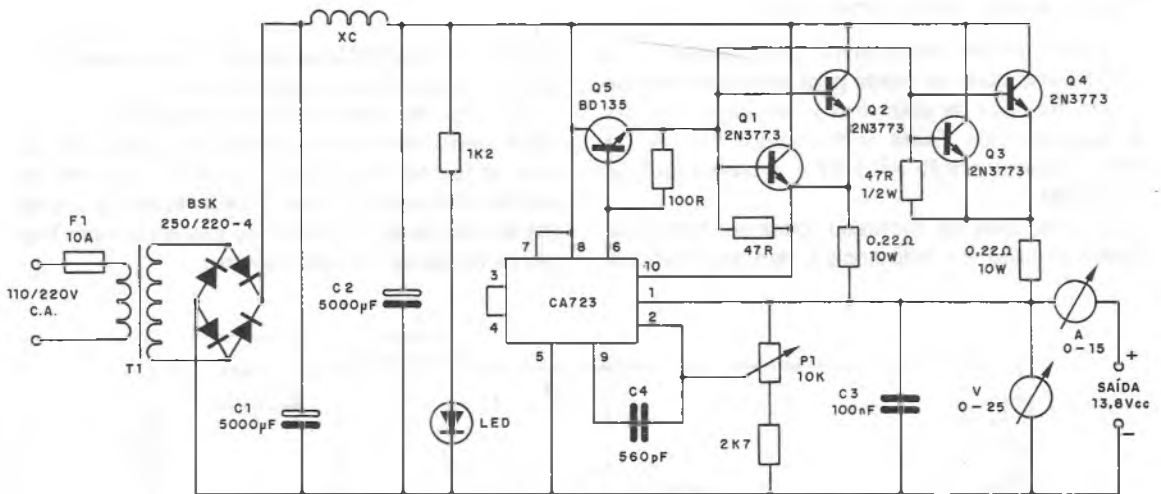 XC
Q5
BD135
Q1
2N3773
Q2
2N3773
Q4
2N3773
Q3
2N3773
1K2
100R
47R
1/2W
47R
0.22Ω
10W
0.22Ω
10W
BSK
250/220-4
F1
10A
110/220V
C.A.
T1
C2
5000µF
C1
5000µF
LED
7
8
6
3
4
CA723
10
1
2
5
9
C4
560pF
P1
10K
2K7
C3
100nF
A
0-15
V
0-25
+
SAÍDA
13,8Vcc
−